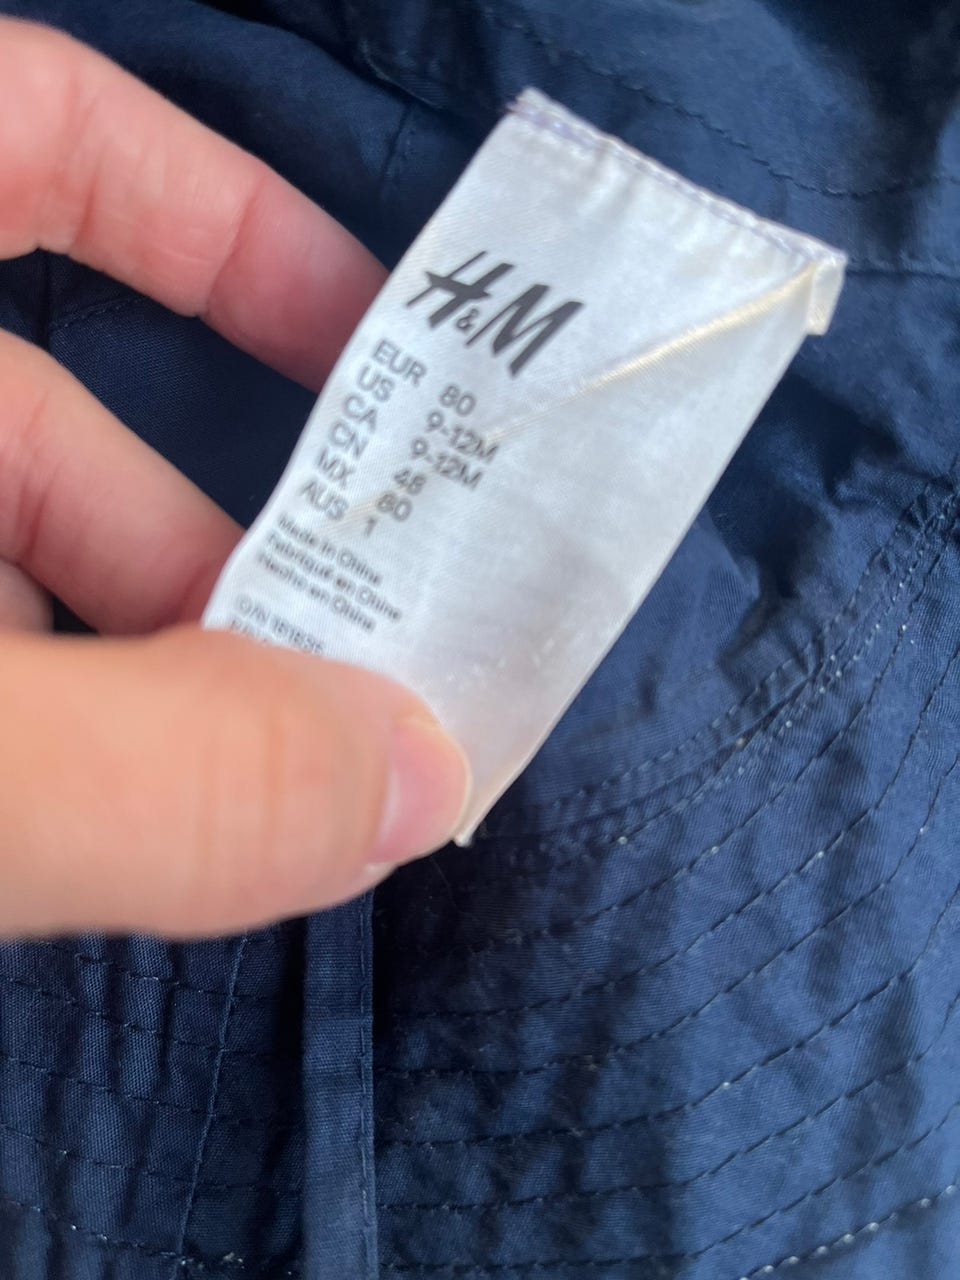 H&M
EUR 80
US 9-12M
CA 9-12M
CN 48
MX 80
AUS 1
Made in China
Fabriqué en Chine
Hecho en China